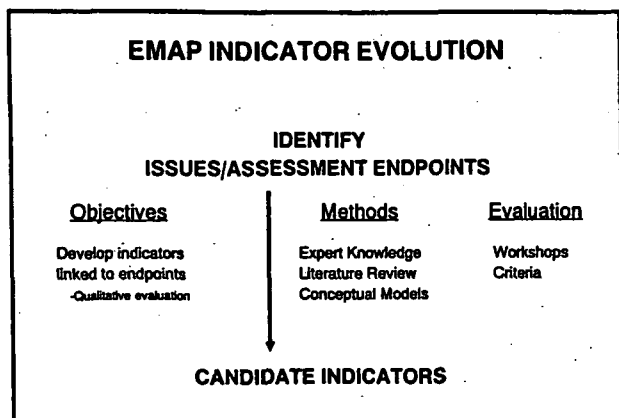 EMAP INDICATOR EVOLUTION
IDENTIFY
ISSUES/ASSESSMENT ENDPOINTS
Objectives
Develop indicators
linked to endpoints
-Qualitative evaluation
Methods
Expert Knowledge
Literature Review
Conceptual Models
Evaluation
Workshops
Criteria
CANDIDATE INDICATORS